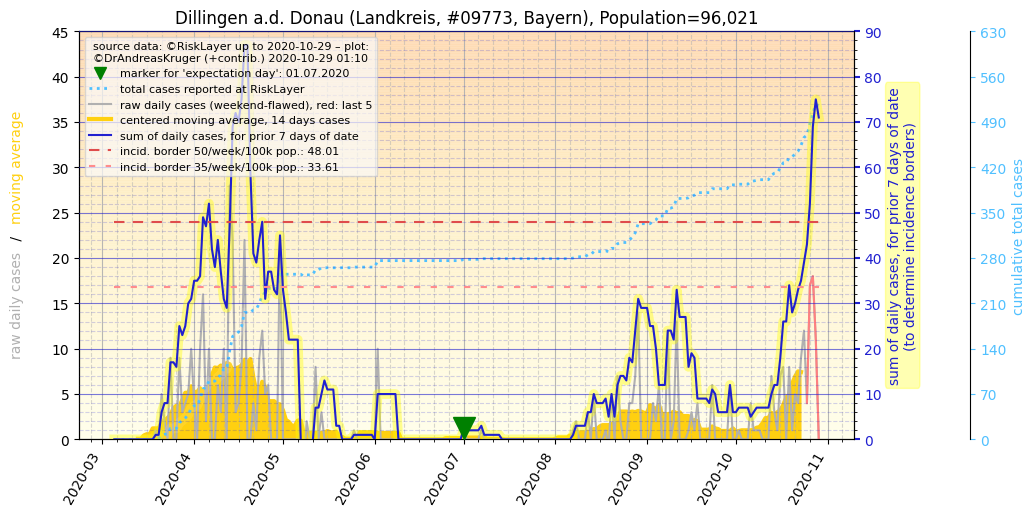 Dillingen a.d. Donau (Landkreis, #09773, Bayern), Population=96,021
source data: ©RiskLayer up to 2020-10-29 – plot:
©DrAndreasKruger (+contrib.) 2020-10-29 01:10
marker for 'expectation day': 01.07.2020
total cases reported at RiskLayer
raw daily cases (weekend-flawed), red: last 5
centered moving average, 14 days cases
sum of daily cases, for prior 7 days of date
incid. border 50/week/100k pop.: 48.01
incid. border 35/week/100k pop.: 33.61
raw daily cases / moving average
45
40
35
30
25
20
15
10
5
0
2020-03
2020-04
2020-05
2020-06
2020-07
2020-08
2020-09
2020-10
2020-11
90
80
70
60
50
40
30
20
10
0
sum of daily cases, for prior 7 days of date
(to determine incidence borders)
630
560
490
420
350
280
210
140
70
0
cumulative total cases